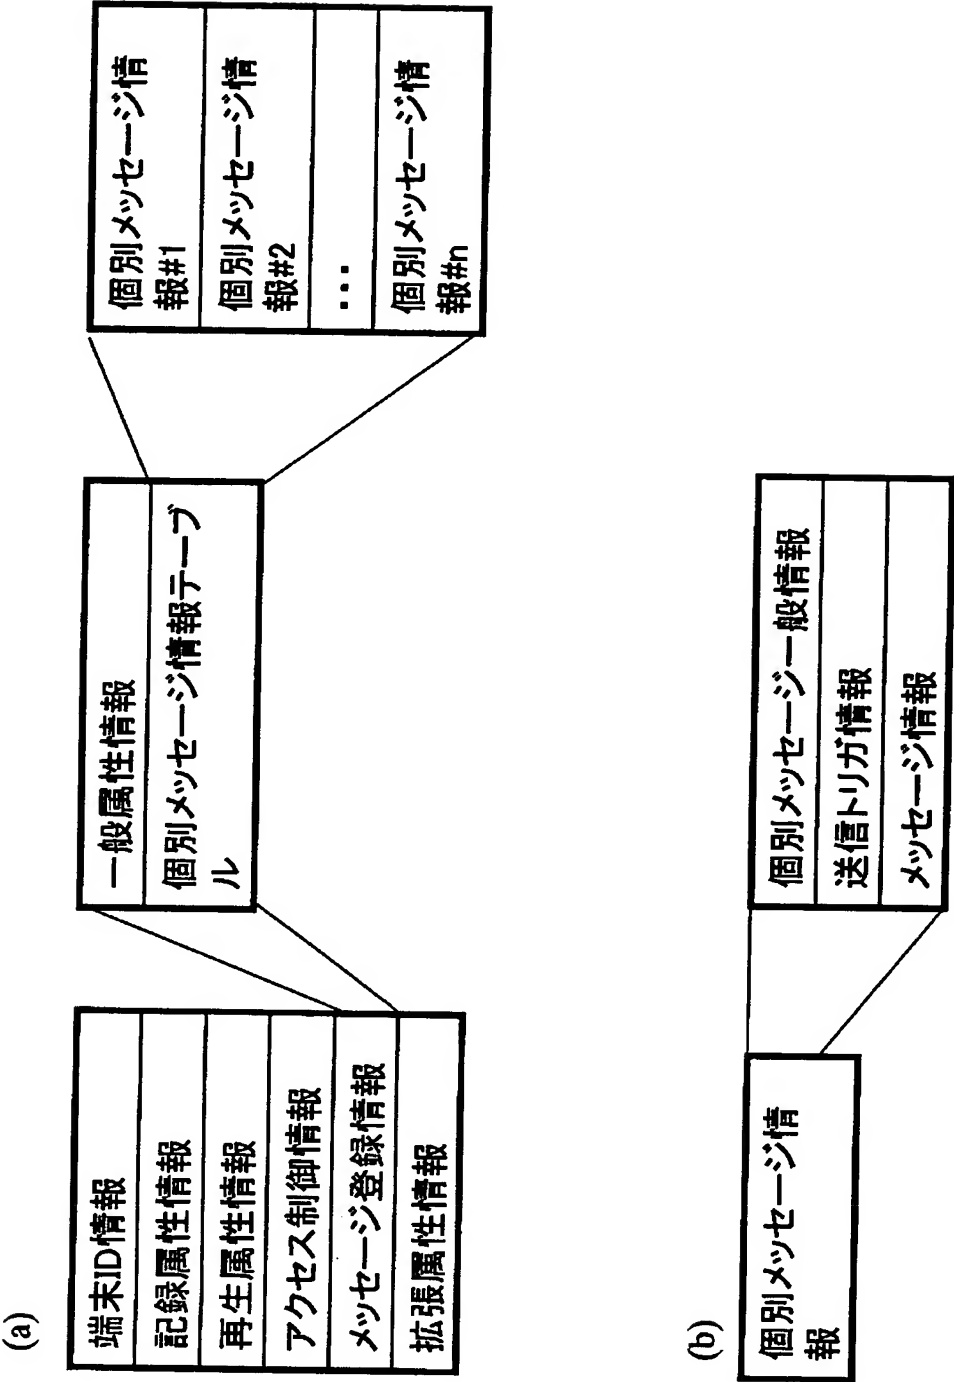 (a)
端末ID情報
記録属性情報
再生属性情報
アクセス制御情報
メッセージ登録情報
拡張属性情報
一般属性情報
個別メッセージ情報テーブ
ル
個別メッセージ情
報#1
個別メッセージ情
報#2
...
個別メッセージ情
報#n
(b)
個別メッセージ情
報
個別メッセージ一般情報
送信トリガ情報
メッセージ情報